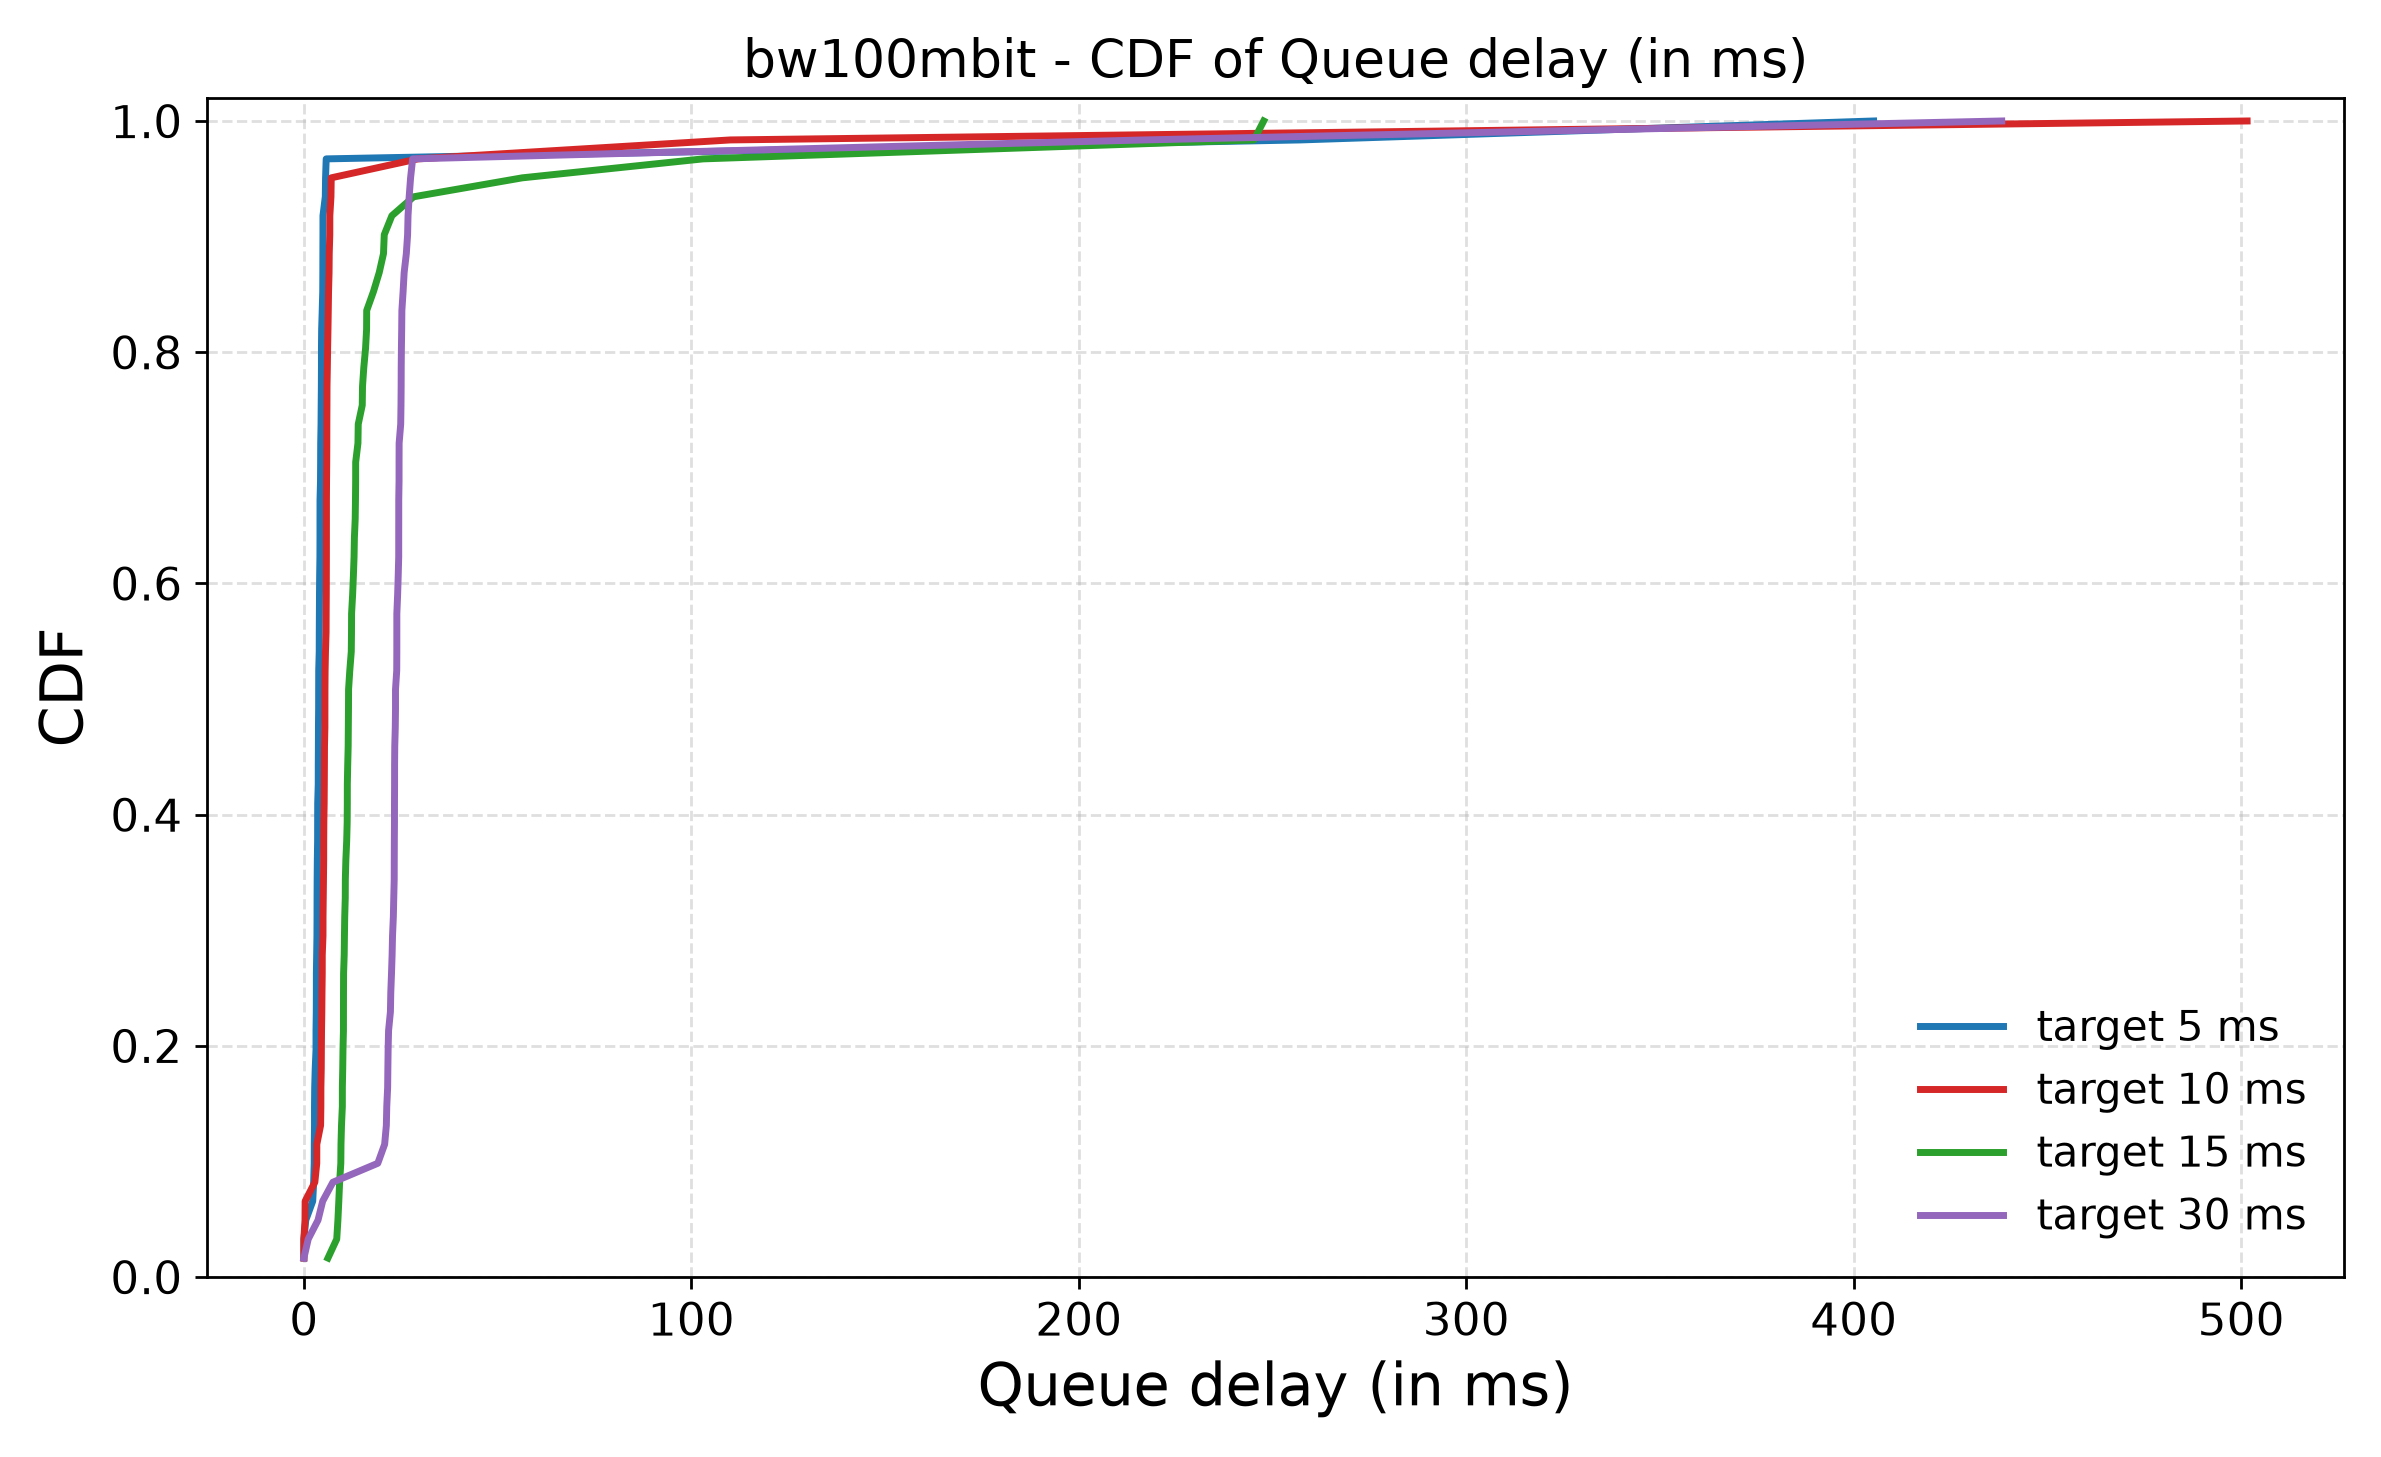 bw100mbit - CDF of Queue delay (in ms)
1.0
0.8
0.6
0.4
0.2
0.0
CDF
0 100 200 300 400 500
Queue delay (in ms)
target 5 ms
target 10 ms
target 15 ms
target 30 ms